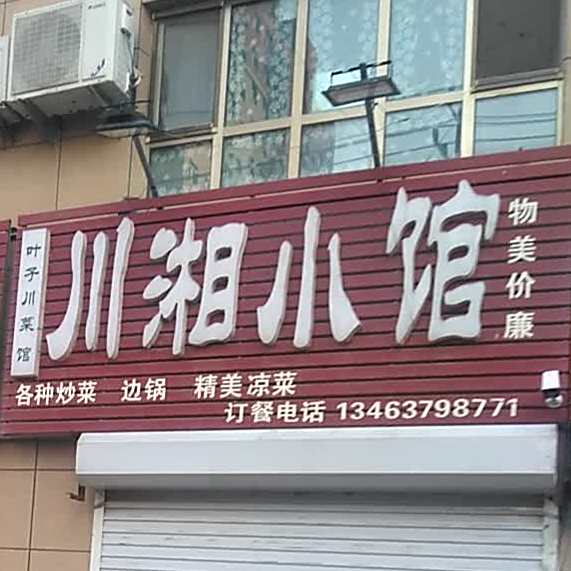 叶子川菜馆
川湘小馆
物美价廉
各种炒菜 边锅 精美凉菜
订餐电话 13463798771